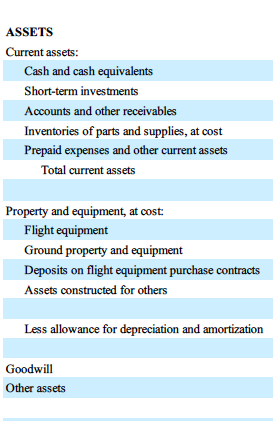 ASSETS
Current assets:
Cash and cash equivalents
Short-term investments
Accounts and other receivables
Inventories of parts and supplies, at cost
Prepaid expenses and other current assets
Total current assets
Property and equipment, at cost:
Flight equipment
Ground property and equipment
Deposits on flight equipment purchase contracts
Assets constructed for others
Less allowance for depreciation and amortization
Goodwill
Other assets